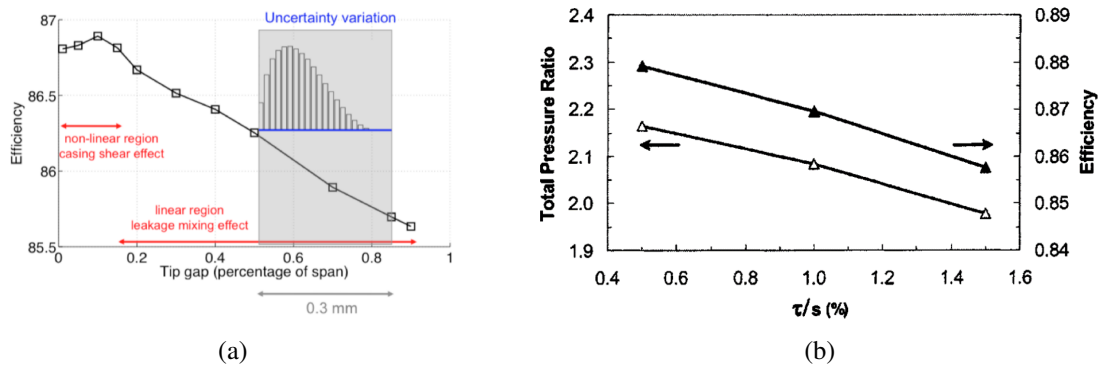 Uncertainty variation
87
86.5
86
85.5
Efficiency
non-linear region
casing shear effect
linear region
leakage mixing effect
0
0.2
0.4
0.6
0.8
1
Tip gap (percentage of span)
0.3 mm
(a)
2.4
2.3
2.2
2.1
2.0
1.9
Total Pressure Ratio
0.89
0.88
0.87
0.86
0.85
0.84
Efficiency
0.4
0.6
0.8
1.0
1.2
1.4
1.6
τ/s (%)
(b)